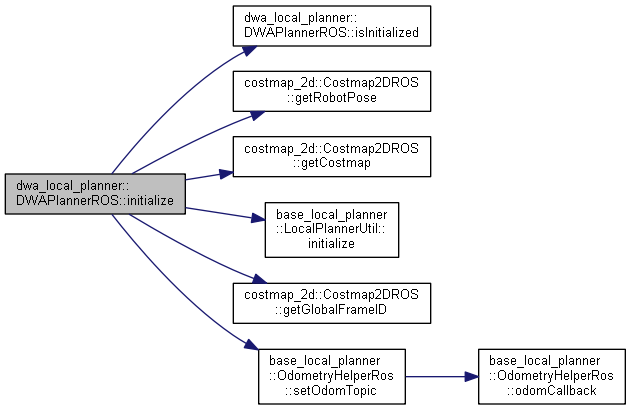 dwa_local_planner::
DWAPlannerROS::isInitialized
costmap_2d::Costmap2DROS
::getRobotPose
costmap_2d::Costmap2DROS
::getCostmap
dwa_local_planner::
DWAPlannerROS::initialize
base_local_planner
::LocalPlannerUtil::
initialize
costmap_2d::Costmap2DROS
::getGlobalFrameID
base_local_planner
::OdometryHelperRos
::setOdomTopic
base_local_planner
::OdometryHelperRos
::odomCallback